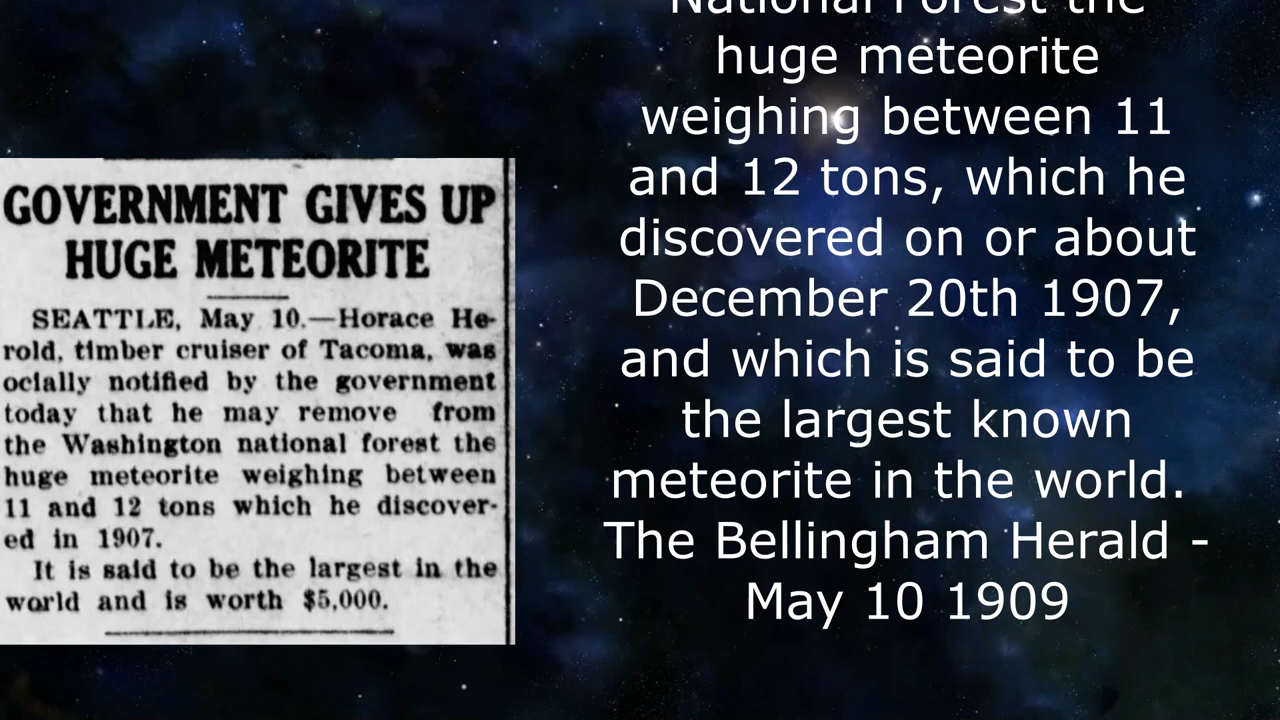 GOVERNMENT GIVES UP
HUGE METEORITE
SEATTLE, May 10.—Horace He-
rold, timber cruiser of Tacoma, was
ocially notified by the government
today that he may remove from
the Washington national forest the
huge meteorite weighing between
11 and 12 tons which he discover-
ed in 1907.
It is said to be the largest in the
world and is worth $5,000.
National Forest the
huge meteorite
weighing between 11
and 12 tons, which he
discovered on or about
December 20th 1907,
and which is said to be
the largest known
meteorite in the world.
The Bellingham Herald -
May 10 1909